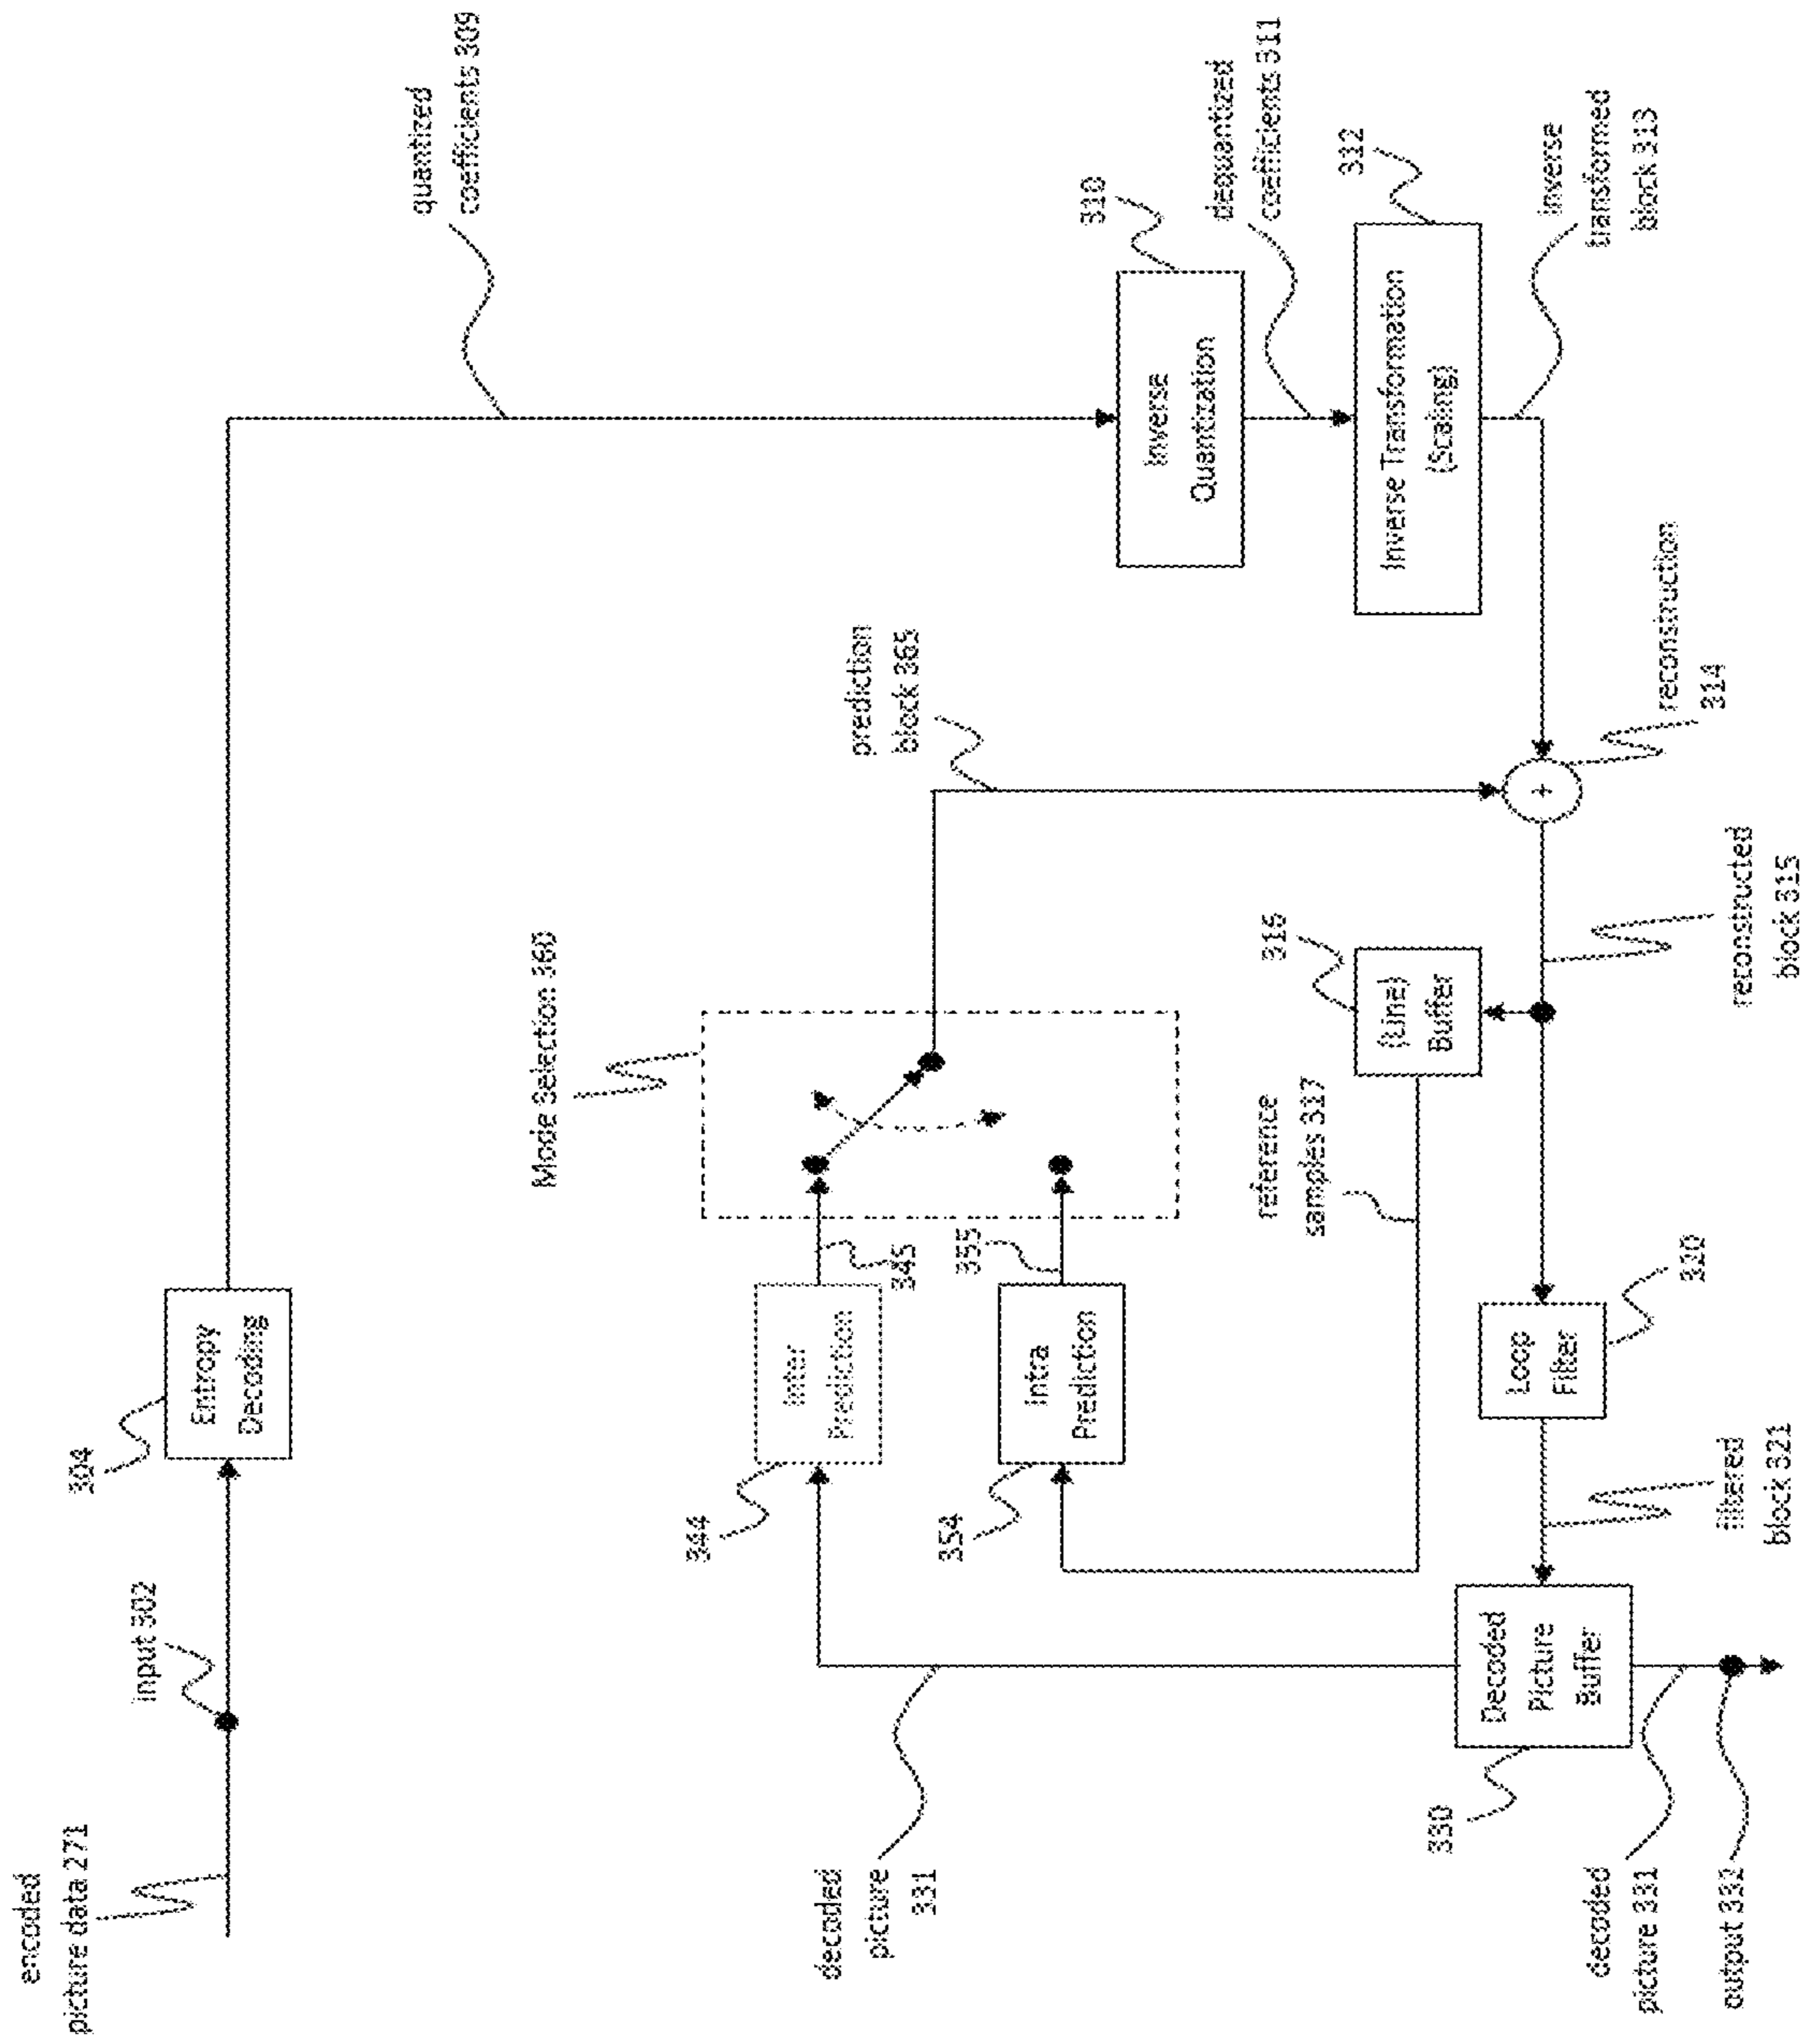 encoded
picture data 271
input 302
304
Entropy
Decoding
quantized
coefficients 309
Mode Selection 360
344
Inter
Prediction
345
354
Intra
Prediction
355
prediction
block 365
decoded
picture
331
310
Inverse
Quantization
dequantized
coefficients 311
312
Inverse Transformation
(Scaling)
inverse
transformed
block 313
reference
samples 317
316
(Line)
Buffer
+
reconstruction
314
reconstructed
block 315
320
Loop
Filter
filtered
block 321
330
Decoded
Picture
Buffer
decoded
picture 331
output 332